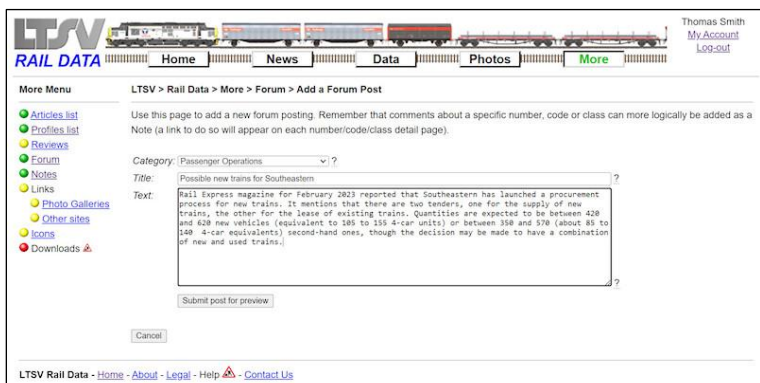 LTSV
RAIL DATA
Home
News
Data
Photos
More
Thomas Smith
My Account
Log-out
More Menu
Articles list
Profiles list
Reviews
Forum
Notes
Links
Photo Galleries
Other sites
Icons
Downloads
LTSV > Rail Data > More > Forum > Add a Forum Post
Use this page to add a new forum posting. Remember that comments about a specific number, code or class can more logically be added as a
Note (a link to do so will appear on each number/code/class detail page).
Category: Passenger Operations ?
Title: Possible new trains for Southeastern ?
Text: Rail Express magazine for February 2023 reported that Southeastern has launched a procurement
process for new trains. It mentions that there are two tenders, one for the supply of new
trains, the other for the lease of existing trains. Quantities are expected to be between 420
and 620 new vehicles (equivalent to 105 to 155 4-car units) or between 350 and 570 (about 85 to
140 4-car equivalents) second-hand ones, though the decision may be made to have a combination
of new and used trains.
?
Submit post for preview
Cancel
LTSV Rail Data - Home - About - Legal - Help - Contact Us